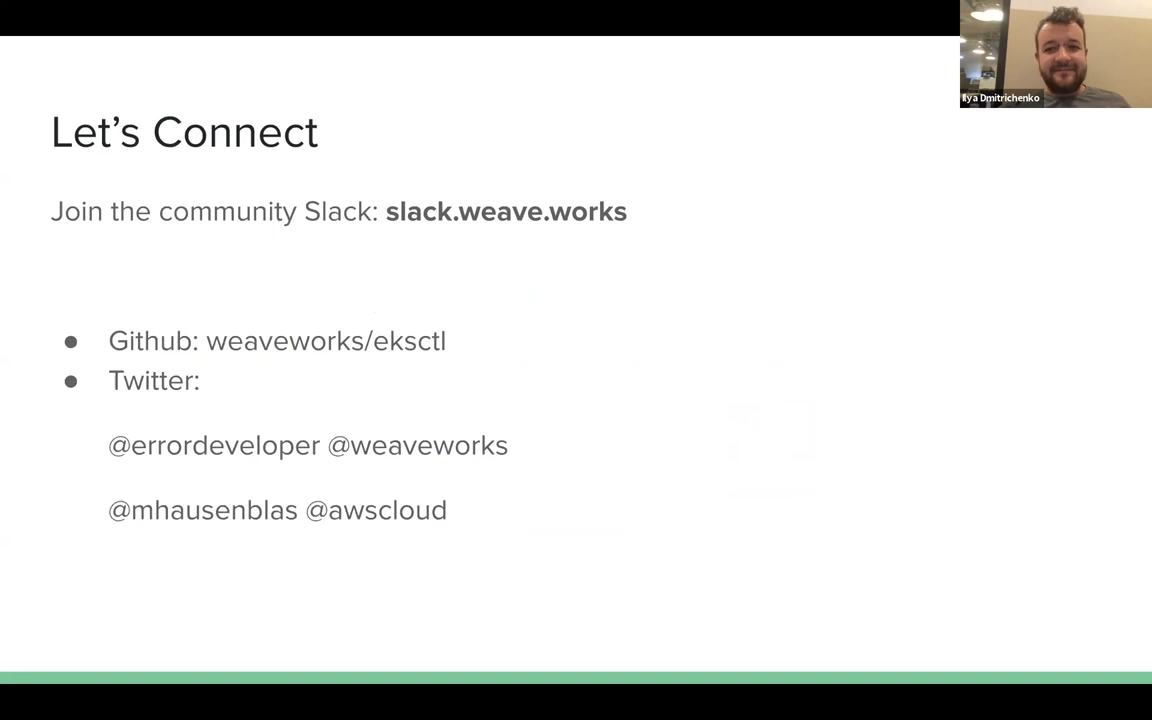 Ilya Dmitrichenko
Let's Connect
Join the community Slack: slack.weave.works
● Github: weaveworks/eksctl
● Twitter:
@errordeveloper @weaveworks
@mhausenblas @awscloud